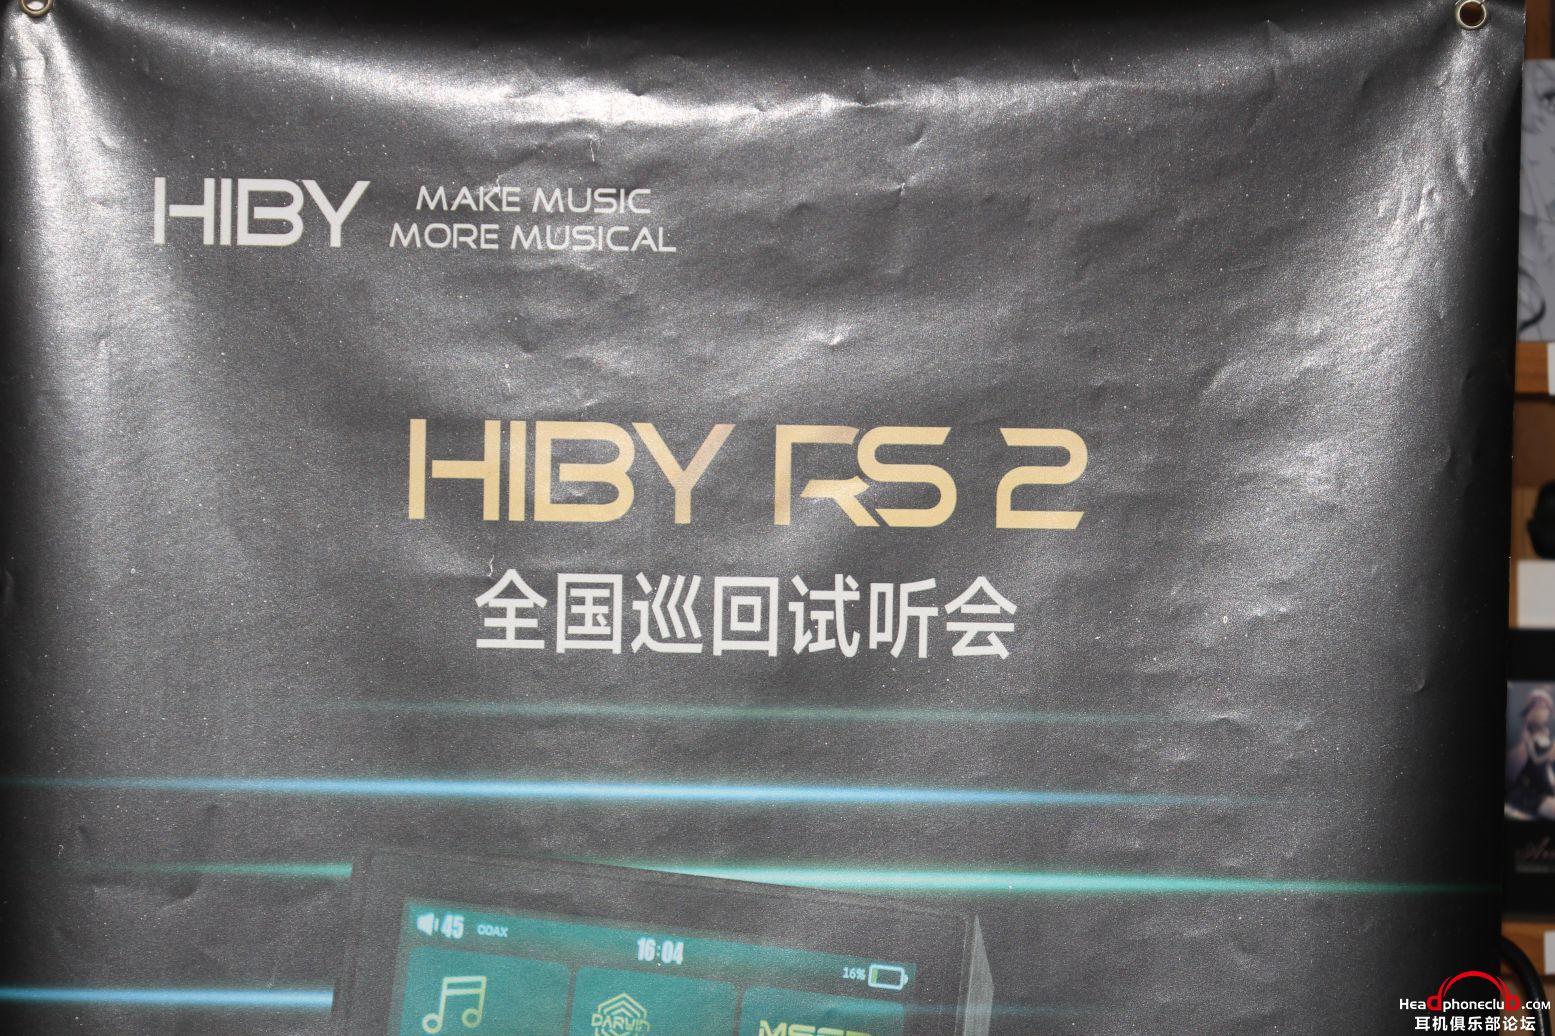 HIBY
MAKE MUSIC
MORE MUSICAL
HIBY RS 2
全国巡回试听会
45 COAX 16:04 16%
DARWIN
Headphoneclub.com
耳机俱乐部论坛